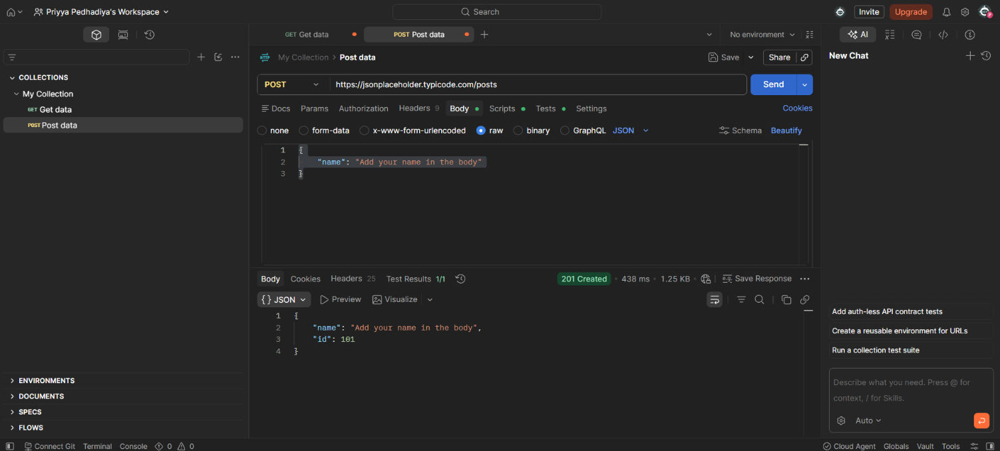 Priyya Pedhadiya's Workspace
Search
Invite
Upgrade
GET Get data
POST Post data
No environment
AI
My Collection > Post data
Save
Share
New Chat
COLLECTIONS
My Collection
GET Get data
POST Post data
POST
https://jsonplaceholder.typicode.com/posts
Send
Docs Params Authorization Headers 9 Body Scripts Tests Settings
Cookies
none form-data x-www-form-urlencoded raw binary GraphQL JSON
Schema Beautify
1 {
2 "name": "Add your name in the body"
3 }
Body Cookies Headers 25 Test Results 1/1
201 Created • 438 ms • 1.25 KB
e.g. Save Response
{} JSON Preview Visualize
1 {
2 "name": "Add your name in the body",
3 "id": 101
4 }
Add auth-less API contract tests
Create a reusable environment for URLs
Run a collection test suite
Describe what you need. Press @ for
context, / for Skills.
Auto
ENVIRONMENTS
DOCUMENTS
SPECS
FLOWS
Connect Git Terminal Console 0 0
Cloud Agent Globals Vault Tools